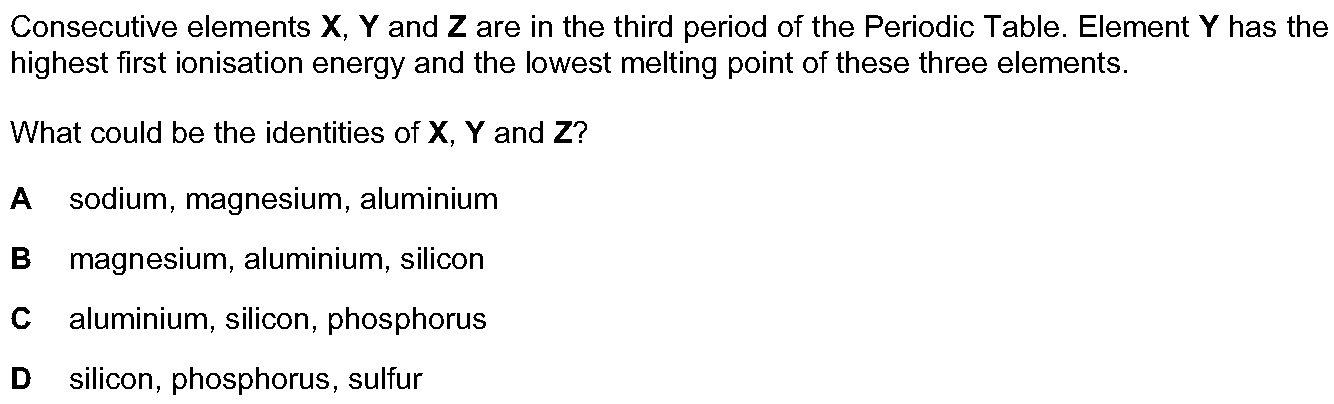 Consecutive elements X, Y and Z are in the third period of the Periodic Table. Element Y has the
highest first ionisation energy and the lowest melting point of these three elements.
What could be the identities of X, Y and Z?
A sodium, magnesium, aluminium
B magnesium, aluminium, silicon
C aluminium, silicon, phosphorus
D silicon, phosphorus, sulfur